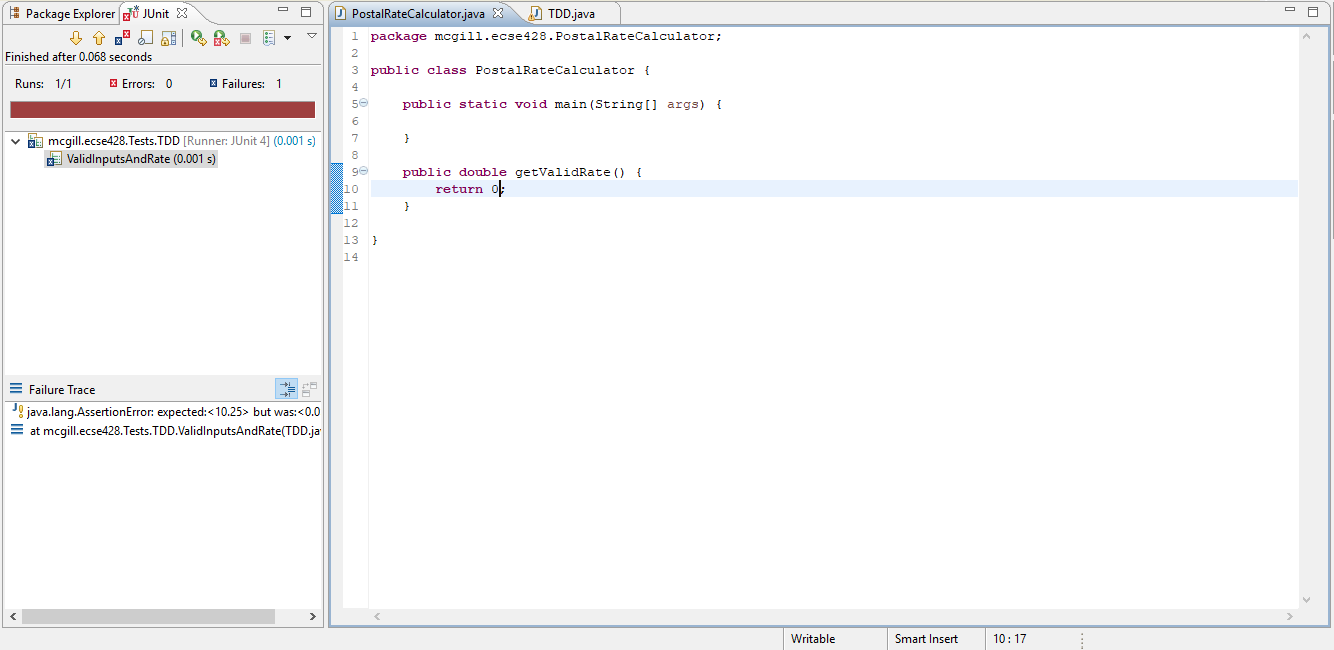 Package Explorer JUnit
Finished after 0.068 seconds
Runs: 1/1 Errors: 0 Failures: 1
mcgill.ecse428.Tests.TDD [Runner: JUnit 4] (0.001 s)
ValidInputsAndRate (0.001 s)
Failure Trace
java.lang.AssertionError: expected:<10.25> but was:<0.0
at mcgill.ecse428.Tests.TDD.ValidInputsAndRate(TDD.ja
PostalRateCalculator.java TDD.java
1 package mcgill.ecse428.PostalRateCalculator;
2
3 public class PostalRateCalculator {
4
5 public static void main(String[] args) {
6
7 }
8
9 public double getValidRate() {
10 return 0;
11 }
12
13 }
14
Writable Smart Insert 10 : 17